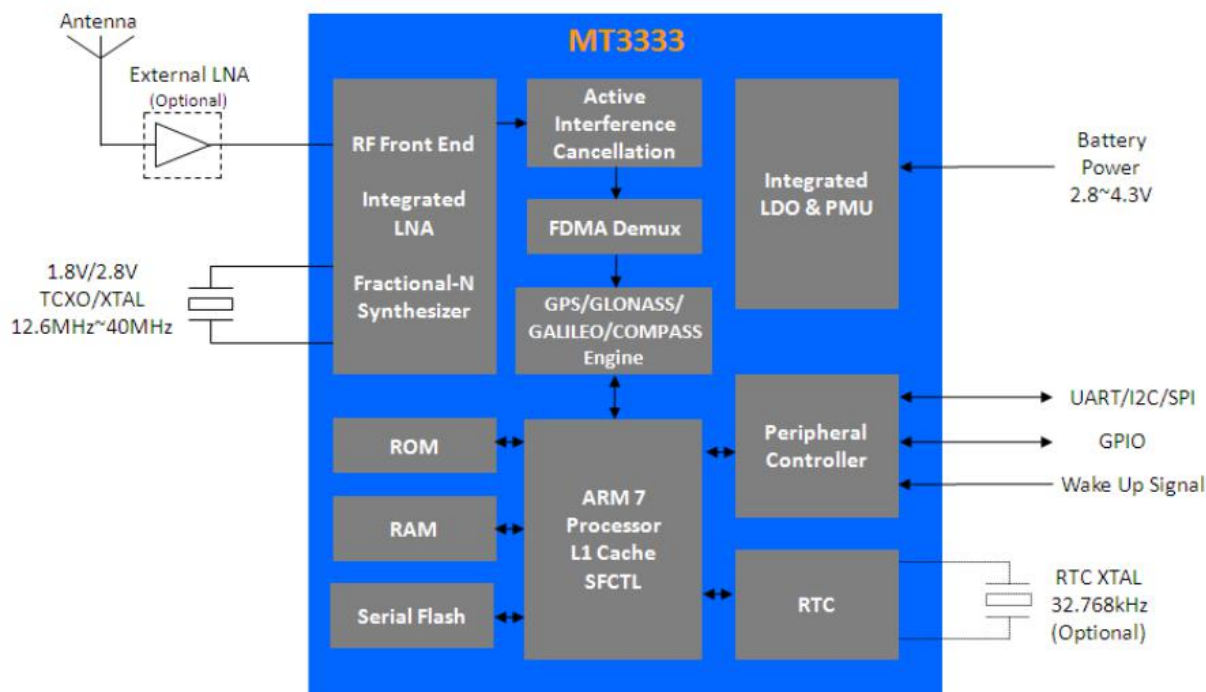 MT3333
Antenna
External LNA
(Optional)
RF Front End
Integrated
LNA
Fractional-N
Synthesizer
1.8V/2.8V
TCXO/XTAL
12.6MHz~40MHz
Active
Interference
Cancellation
FDMA Demux
GPS/GLONASS/
GALILEO/COMPASS
Engine
Integrated
LDO & PMU
Battery
Power
2.8~4.3V
ROM
RAM
Serial Flash
ARM 7
Processor
L1 Cache
SFCTL
Peripheral
Controller
UART/I2C/SPI
GPIO
Wake Up Signal
RTC
RTC XTAL
32.768kHz
(Optional)